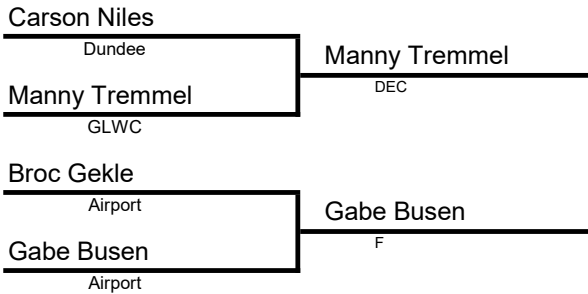 Carson Niles
Dundee
Manny Tremmel
DEC
Manny Tremmel
GLWC
Broc Gekle
Airport
Gabe Busen
F
Gabe Busen
Airport